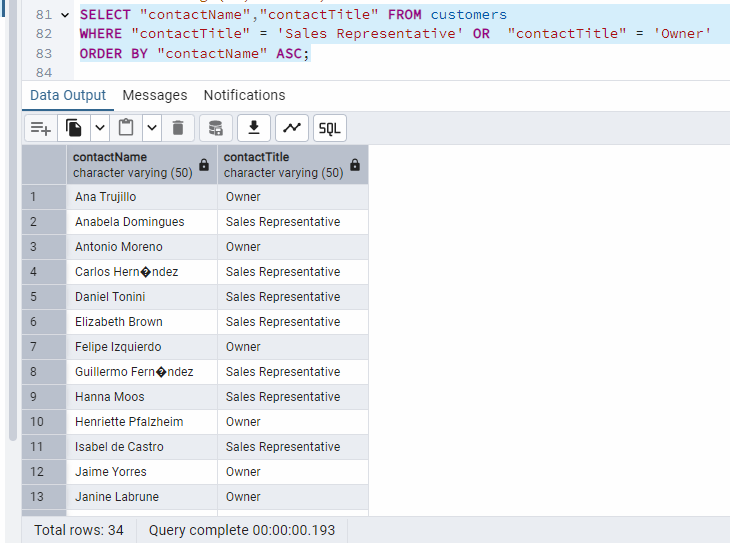 81 SELECT "contactName","contactTitle" FROM customers
82 WHERE "contactTitle" = 'Sales Representative' OR  "contactTitle" = 'Owner'
83 ORDER BY "contactName" ASC;
84
Data Output Messages Notifications
SQL
contactName contactTitle
character varying (50) character varying (50)
1 Ana Trujillo Owner
2 Anabela Domingues Sales Representative
3 Antonio Moreno Owner
4 Carlos Hern�ndez Sales Representative
5 Daniel Tonini Sales Representative
6 Elizabeth Brown Sales Representative
7 Felipe Izquierdo Owner
8 Guillermo Fern�ndez Sales Representative
9 Hanna Moos Sales Representative
10 Henriette Pfalzheim Owner
11 Isabel de Castro Sales Representative
12 Jaime Yorres Owner
13 Janine Labrune Owner
Total rows: 34 Query complete 00:00:00.193